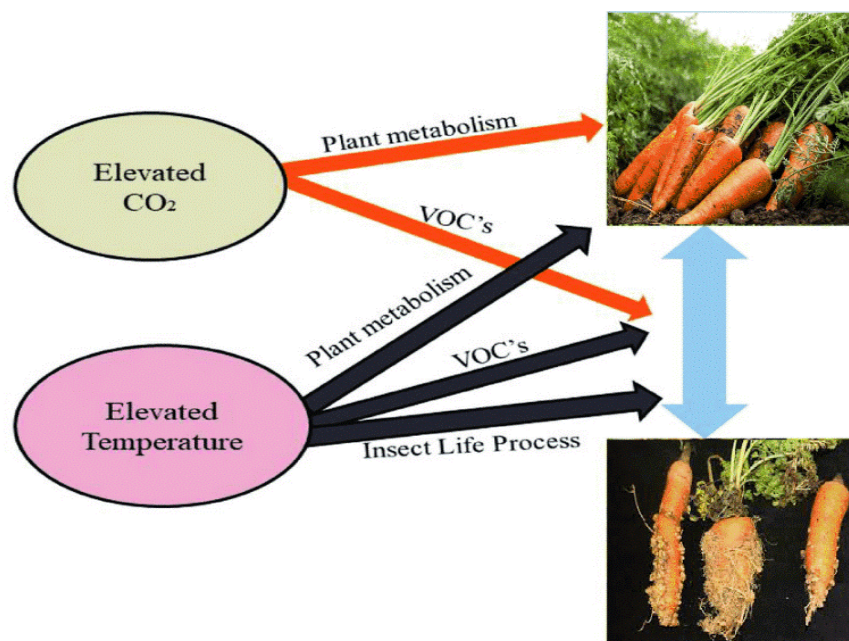 Elevated
CO₂
Plant metabolism
VOC's
Elevated
Temperature
Plant metabolism
VOC's
Insect Life Process